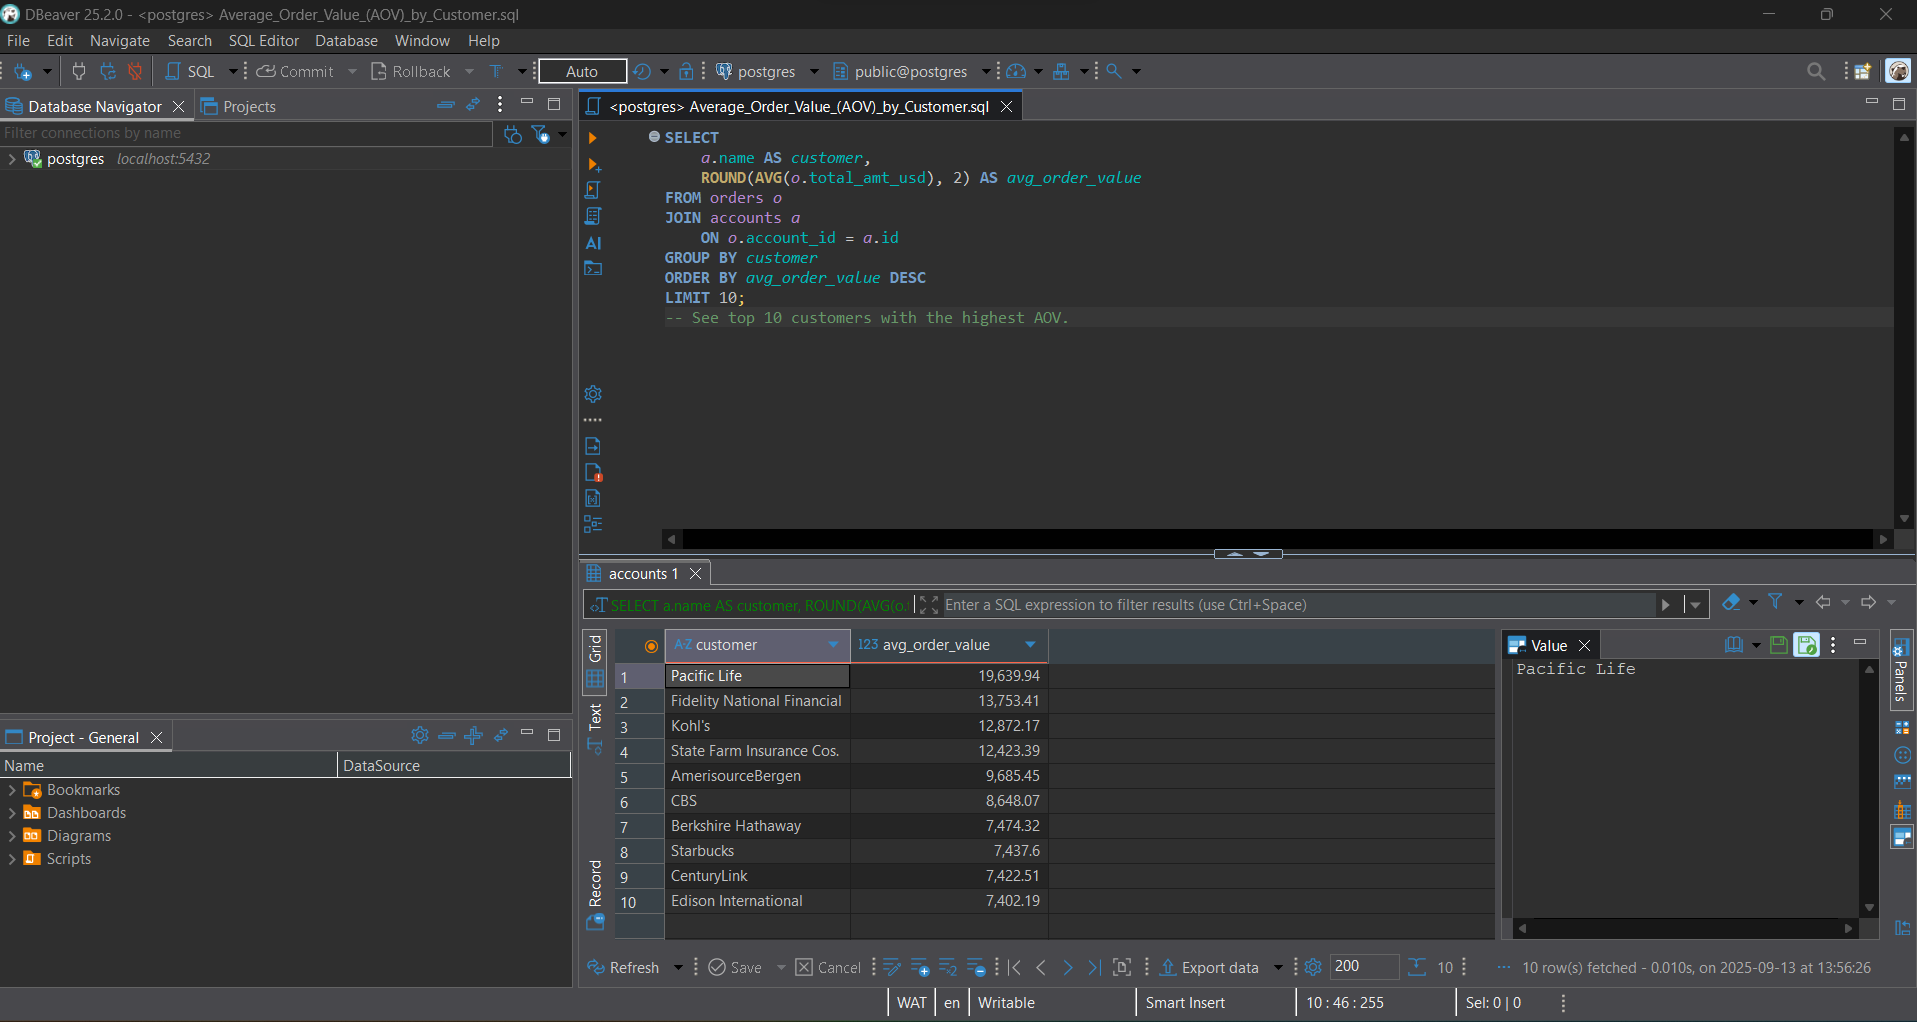 DBeaver 25.2.0 - <postgres> Average_Order_Value_(AOV)_by_Customer.sql
File Edit Navigate Search SQL Editor Database Window Help
SQL Commit Rollback T Auto postgres public@postgres
Database Navigator Projects
Filter connections by name
postgres localhost:5432
<postgres> Average_Order_Value_(AOV)_by_Customer.sql
SELECT
a.name AS customer,
ROUND(AVG(o.total_amt_usd), 2) AS avg_order_value
FROM orders o
JOIN accounts a
ON o.account_id = a.id
GROUP BY customer
ORDER BY avg_order_value DESC
LIMIT 10;
-- See top 10 customers with the highest AOV.
AI
Project - General
Name DataSource
Bookmarks
Dashboards
Diagrams
Scripts
accounts 1
SELECT a.name AS customer, ROUND(AVG(o. Enter a SQL expression to filter results (use Ctrl+Space)
Grid
Text
Record
A-Z customer 123 avg_order_value
1 Pacific Life 19,639.94
2 Fidelity National Financial 13,753.41
3 Kohl's 12,872.17
4 State Farm Insurance Cos. 12,423.39
5 AmerisourceBergen 9,685.45
6 CBS 8,648.07
7 Berkshire Hathaway 7,474.32
8 Starbucks 7,437.6
9 CenturyLink 7,422.51
10 Edison International 7,402.19
Value
Pacific Life
Panels
Refresh Save Cancel Export data 200 10 ··· 10 row(s) fetched - 0.010s, on 2025-09-13 at 13:56:26
WAT en Writable Smart Insert 10 : 46 : 255 Sel: 0 | 0